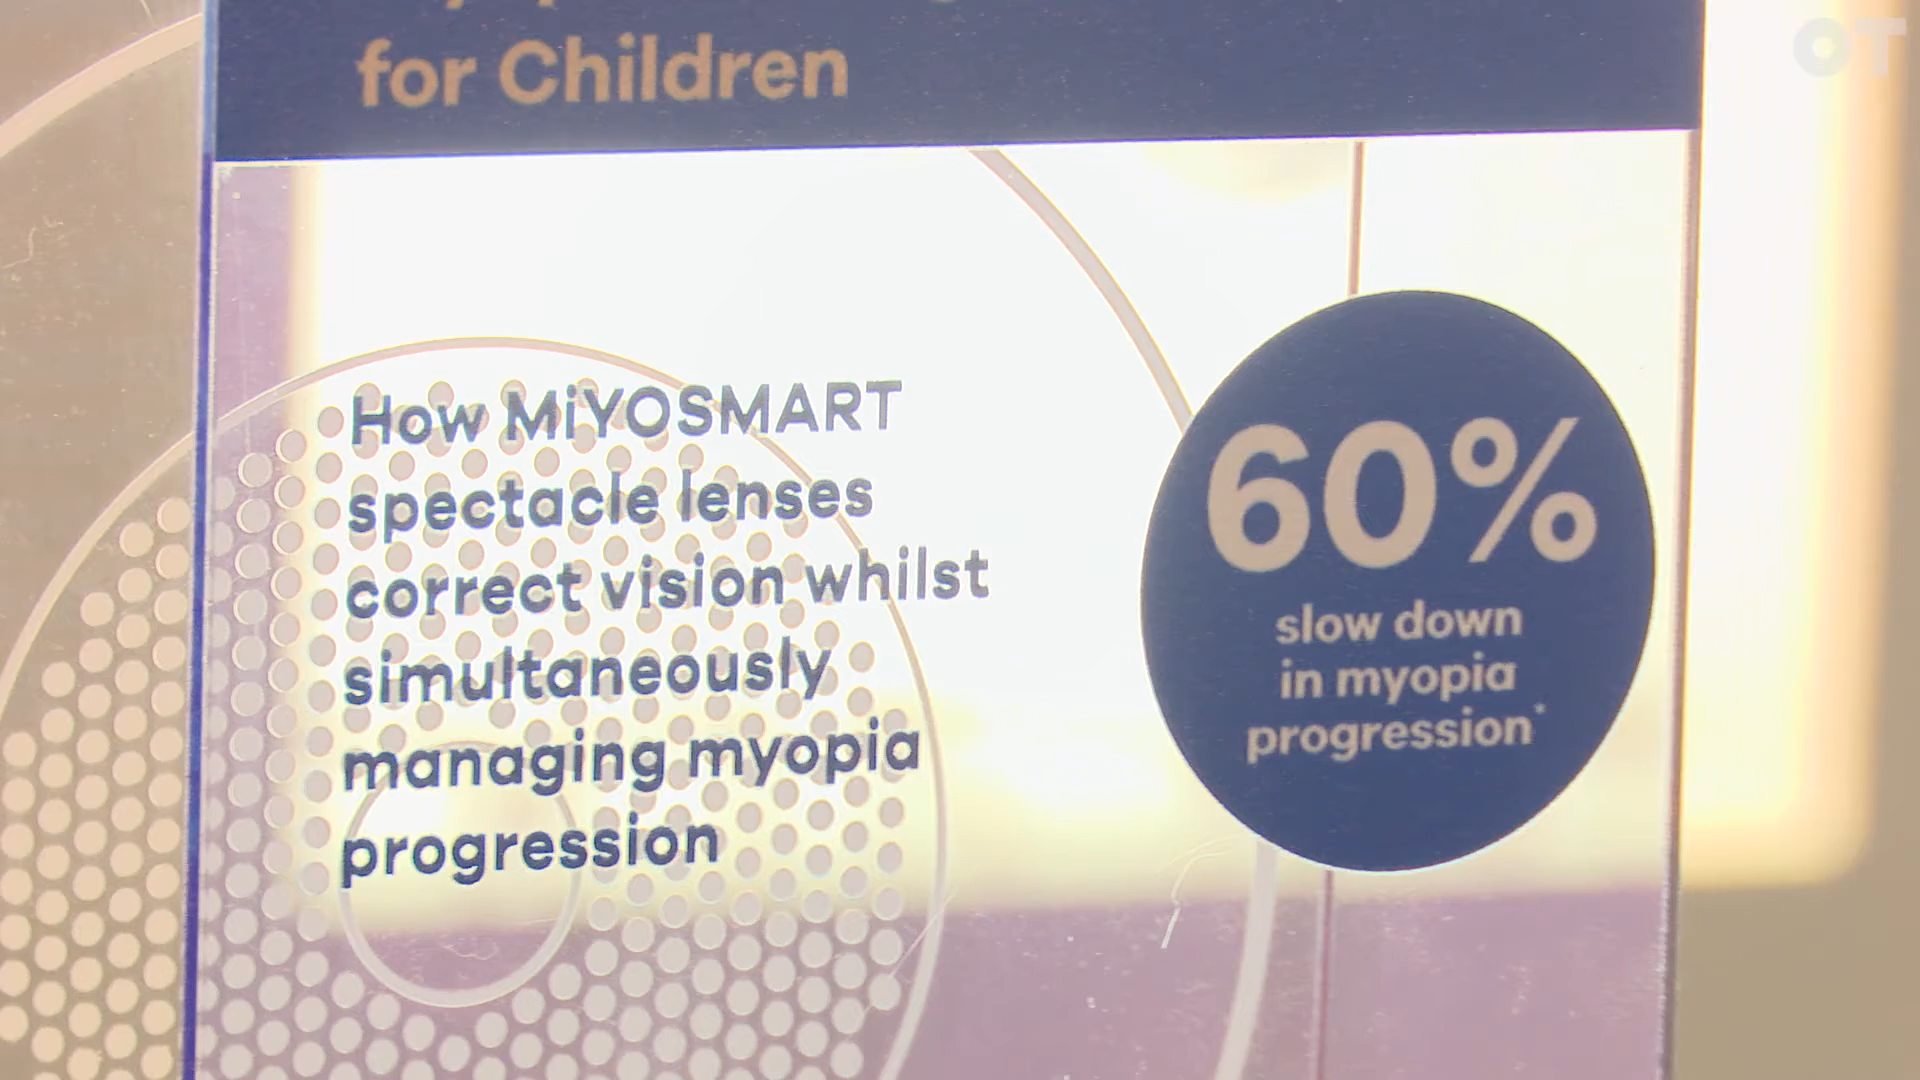 for Children
OT
How MiYOSMART
spectacle lenses
correct vision whilst
simultaneously
managing myopia
progression
60%
slow down
in myopia
progression*